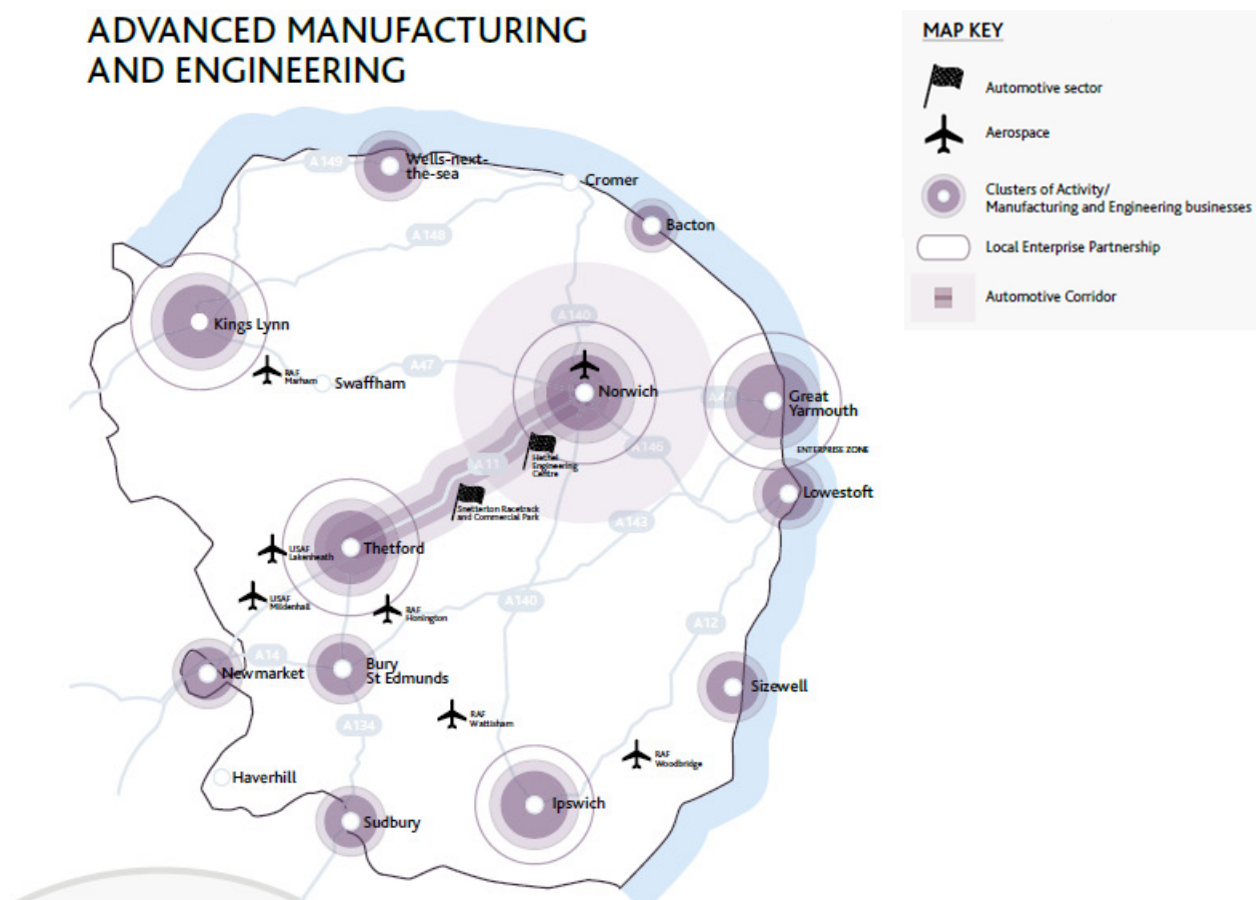 ADVANCED MANUFACTURING
AND ENGINEERING
MAP KEY
Automotive sector
Aerospace
Clusters of Activity/
Manufacturing and Engineering businesses
Local Enterprise Partnership
Automotive Corridor
A149
Wells-next-
the-sea
Cromer
A148
Bacton
Kings Lynn
A140
RAF
Marham
Swaffham
A47
Norwich
A47
Great
Yarmouth
ENTERPRISE ZONE
Hethel
Engineering
Centre
A146
A11
Lowestoft
Snetterton Racetrack
and Commercial Park
A143
USAF
Lakenheath
Thetford
USAF
Mildenhall
RAF
Honington
A140
A12
A14
Newmarket
Bury
St Edmunds
Sizewell
RAF
Wattisham
A134
RAF
Woodbridge
Haverhill
Ipswich
Sudbury